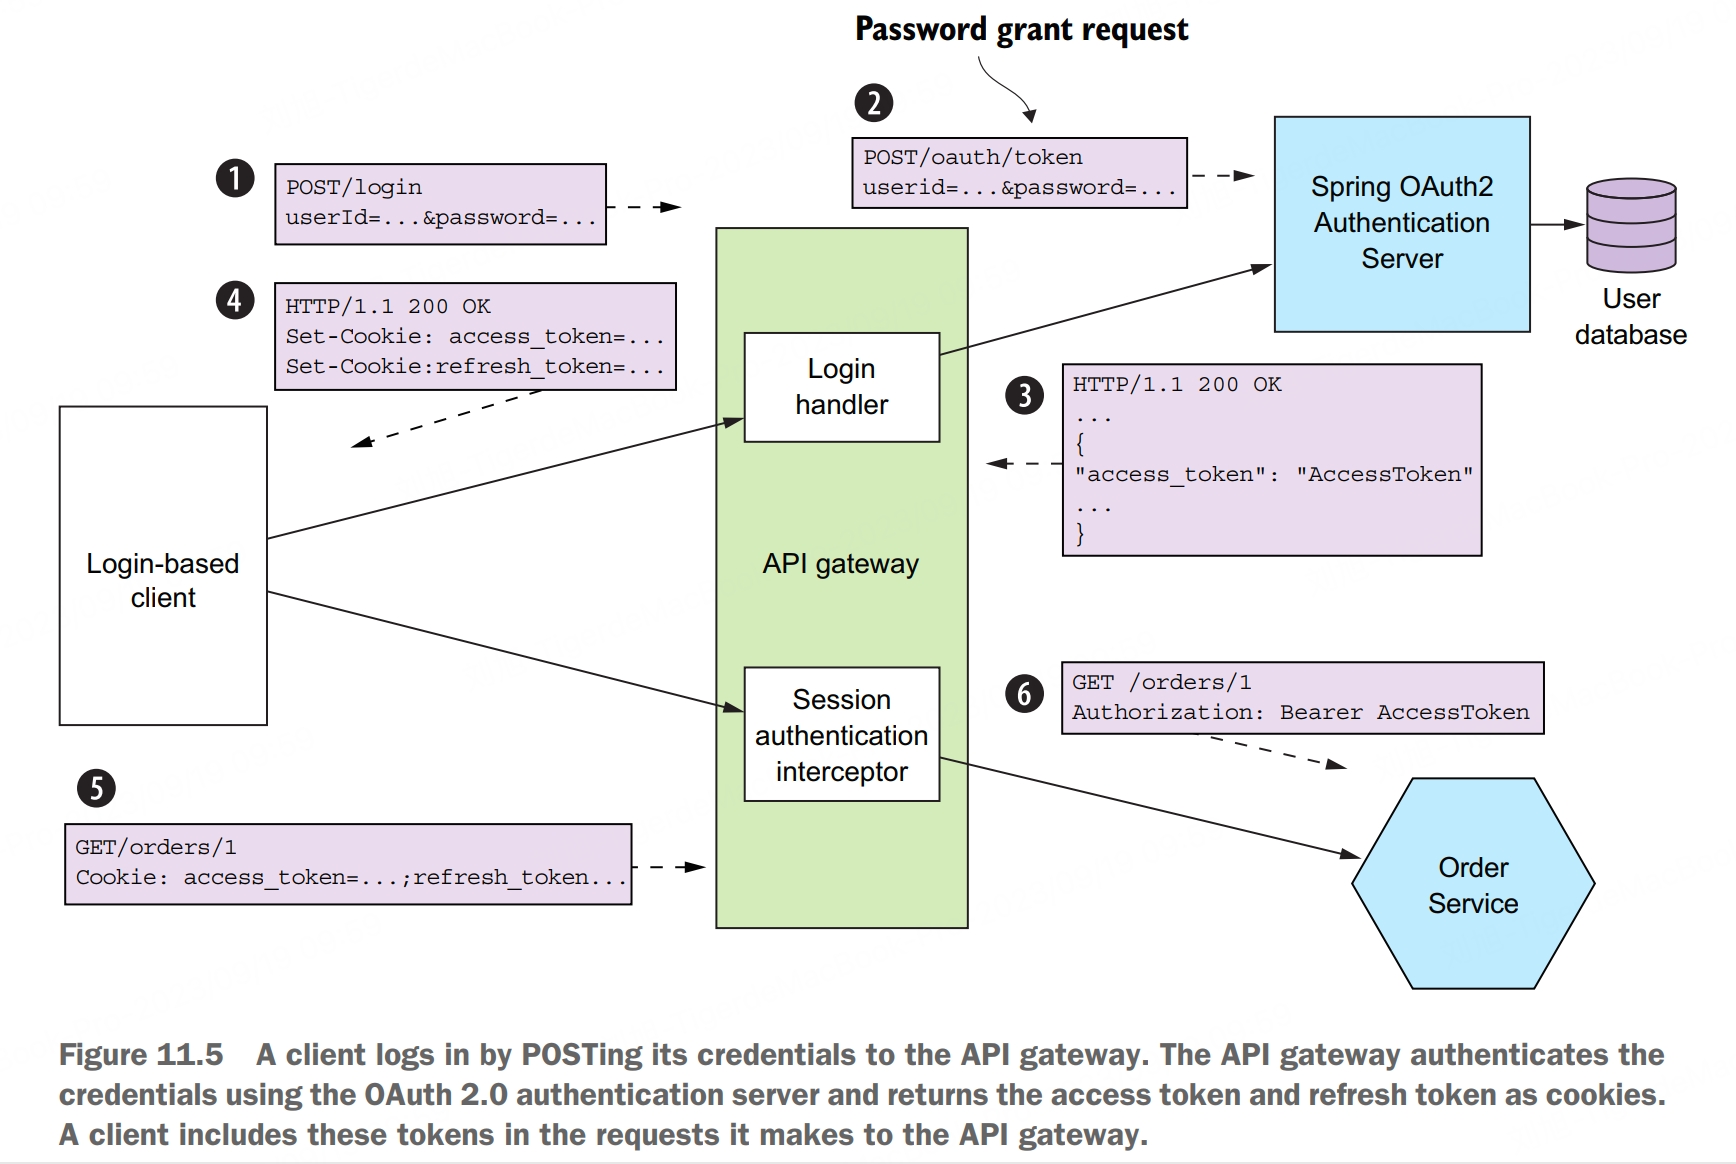 Password grant request
2
POST/oauth/token
userid=...&password=...
1
POST/login
userId=...&password=...
Spring OAuth2
Authentication
Server
User
database
4
HTTP/1.1 200 OK
Set-Cookie: access_token=...
Set-Cookie:refresh_token=...
Login
handler
3
HTTP/1.1 200 OK
...
{
"access_token": "AccessToken"
...
}
Login-based
client
API gateway
Session
authentication
interceptor
6
GET /orders/1
Authorization: Bearer AccessToken
5
GET/orders/1
Cookie: access_token=...;refresh_token...
Order
Service
Figure 11.5 A client logs in by POSTing its credentials to the API gateway. The API gateway authenticates the
credentials using the OAuth 2.0 authentication server and returns the access token and refresh token as cookies.
A client includes these tokens in the requests it makes to the API gateway.